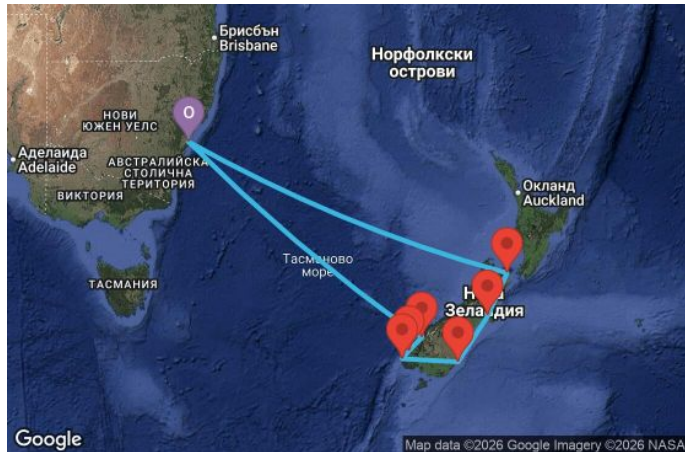 Брисбън
Brisbane
Норфолкски
острови
НОВИ
ЮЖЕН УЕЛС
O
Аделаида
Adelaide
АВСТРАЛИЙСКА
СТОЛИЧНА
ТЕРИТОРИЯ
ВИКТОРИЯ
Окланд
Auckland
Тасманово
море
ТАСМАНИЯ
Зеландия
Google
Map data ©2026 Google Imagery ©2026 NASA